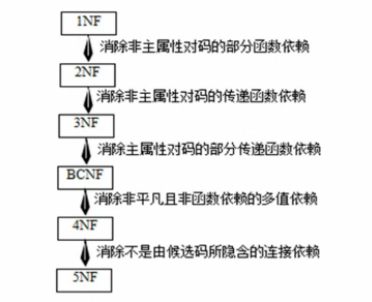 1NF
消除非主属性对码的部分函数依赖
2NF
消除非主属性对码的传递函数依赖
3NF
消除主属性对码的部分传递函数依赖
BCNF
消除非平凡且非函数依赖的多值依赖
4NF
消除不是由候选码所隐含的连接依赖
5NF